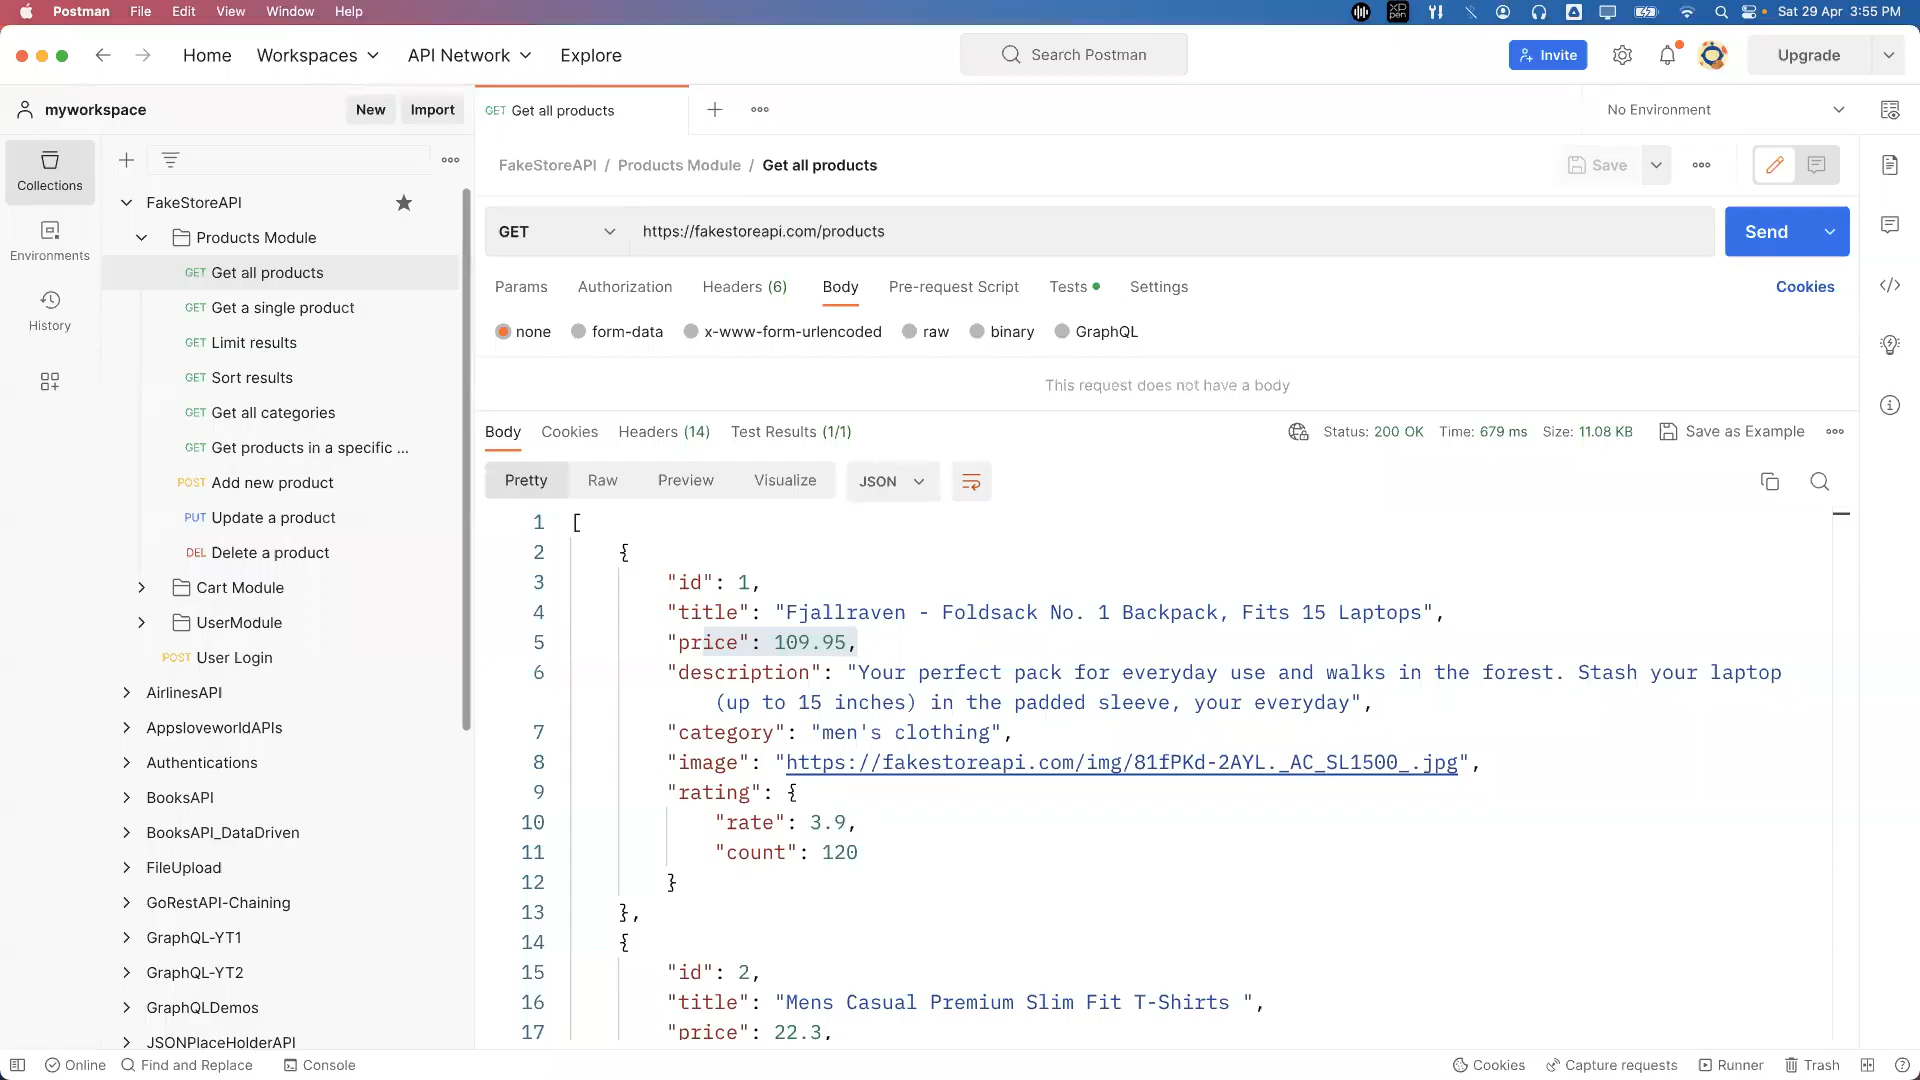 Postman File Edit View Window Help
XP pen
Sat 29 Apr 3:55 PM
Home Workspaces API Network Explore
Search Postman
Invite
Upgrade
myworkspace
New Import
GET Get all products
No Environment
Collections
Environments
History
FakeStoreAPI
Products Module
GET Get all products
GET Get a single product
GET Limit results
GET Sort results
GET Get all categories
GET Get products in a specific ...
POST Add new product
PUT Update a product
DEL Delete a product
Cart Module
UserModule
POST User Login
AirlinesAPI
AppsloveworldAPIs
Authentications
BooksAPI
BooksAPI_DataDriven
FileUpload
GoRestAPI-Chaining
GraphQL-YT1
GraphQL-YT2
GraphQLDemos
JSONPlaceHolderAPI
FakeStoreAPI / Products Module / Get all products
Save
GET https://fakestoreapi.com/products
Send
Params Authorization Headers (6) Body Pre-request Script Tests Settings
Cookies
none form-data x-www-form-urlencoded raw binary GraphQL
This request does not have a body
Body Cookies Headers (14) Test Results (1/1)
Status: 200 OK Time: 679 ms Size: 11.08 KB Save as Example
Pretty Raw Preview Visualize JSON
1 [
2 {
3 "id": 1,
4 "title": "Fjallraven - Foldsack No. 1 Backpack, Fits 15 Laptops",
5 "price": 109.95,
6 "description": "Your perfect pack for everyday use and walks in the forest. Stash your laptop
(up to 15 inches) in the padded sleeve, your everyday",
7 "category": "men's clothing",
8 "image": "https://fakestoreapi.com/img/81fPKd-2AYL._AC_SL1500_.jpg",
9 "rating": {
10 "rate": 3.9,
11 "count": 120
12 }
13 },
14 {
15 "id": 2,
16 "title": "Mens Casual Premium Slim Fit T-Shirts ",
17 "price": 22.3,
Online Find and Replace Console
Cookies Capture requests Runner Trash